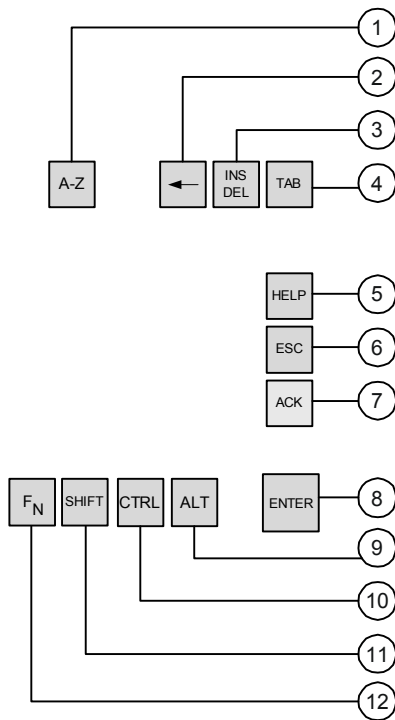 1
2
3
A-Z
INS
DEL
TAB
4
HELP
5
ESC
6
ACK
7
FN
SHIFT
CTRL
ALT
ENTER
8
9
10
11
12